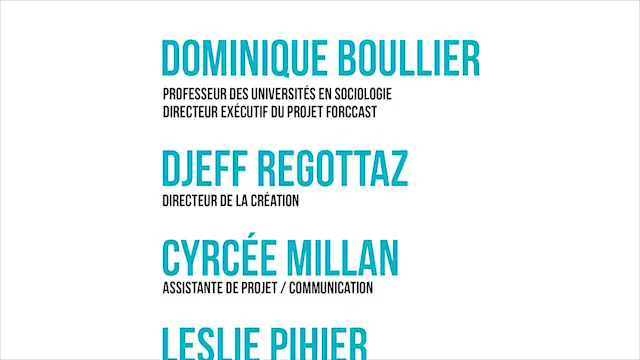 DOMINIQUE BOULLIER
PROFESSEUR DES UNIVERSITÉS EN SOCIOLOGIE
DIRECTEUR EXÉCUTIF DU PROJET FORCCAST
DJEFF REGOTTAZ
DIRECTEUR DE LA CRÉATION
CYRCÉE MILLAN
ASSISTANTE DE PROJET / COMMUNICATION
LESLIE PIHIER